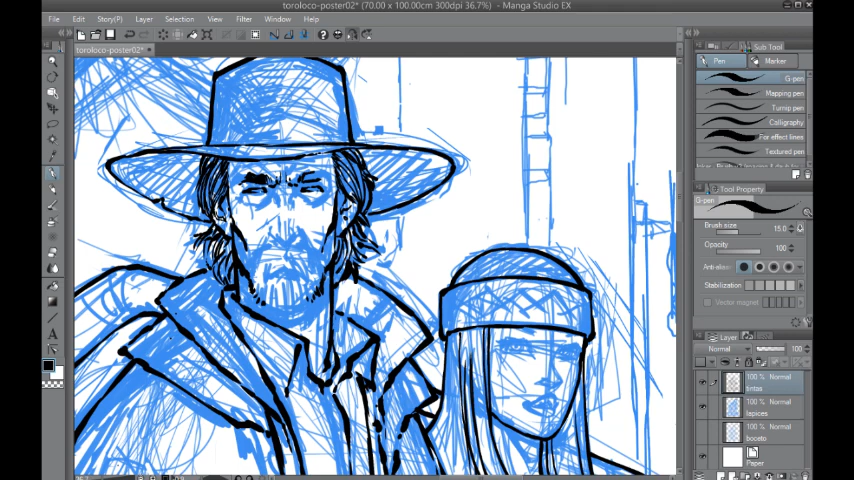 toroloco-poster02* (70.00 x 100.00cm 300dpi 36.7%) - Manga Studio EX
File Edit Story(P) Layer Selection View Filter Window Help
toroloco-poster02*
Sub Tool
Pen Marker
G-pen
Mapping pen
Turnip pen
Calligraphy
For effect lines
Textured pen
Tool Property
G-pen
Brush size 15.0
Opacity 100
Anti-alias
Stabilization
Vector magnet
Layer
Normal 100
100 % Normal
tintas
100 % Normal
lapices
100 % Normal
boceto
Paper